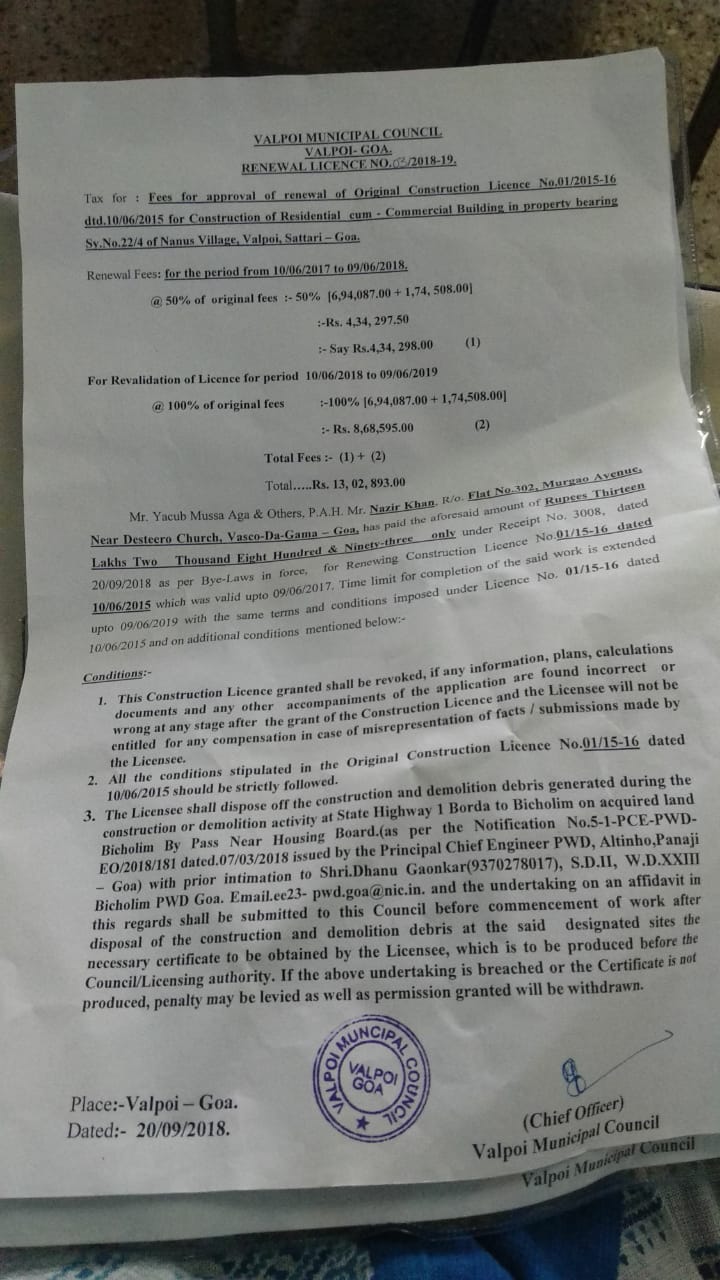 VALPOI MUNICIPAL COUNCIL
VALPOI- GOA.
RENEWAL LICENCE NO.03/2018-19.
Tax for : Fees for approval of renewal of Original Construction Licence No.01/2015-16
dtd.10/06/2015 for Construction of Residential cum - Commercial Building in property bearing
Sy.No.22/4 of Nanus Village, Valpoi, Sattari – Goa.
Renewal Fees: for the period from 10/06/2017 to 09/06/2018.
@ 50% of original fees :- 50% [6,94,087.00 + 1,74, 508.00]
:-Rs. 4,34, 297.50
:- Say Rs.4,34, 298.00 (1)
For Revalidation of Licence for period 10/06/2018 to 09/06/2019
@ 100% of original fees :-100% [6,94,087.00 + 1,74,508.00]
:- Rs. 8,68,595.00 (2)
Total Fees :- (1) + (2)
Total…..Rs. 13, 02, 893.00
Mr. Yacub Mussa Aga & Others, P.A.H. Mr. Nazir Khan, R/o. Flat No.302, Murgao Avenue,
Near Desteero Church, Vasco-Da-Gama – Goa, has paid the aforesaid amount of Rupees Thirteen
Lakhs Two Thousand Eight Hundred & Ninety-three only under Receipt No. 3008, dated
20/09/2018 as per Bye-Laws in force, for Renewing Construction Licence No.01/15-16 dated
10/06/2015 which was valid upto 09/06/2017. Time limit for completion of the said work is extended
upto 09/06/2019 with the same terms and conditions imposed under Licence No. 01/15-16 dated
10/06/2015 and on additional conditions mentioned below:-
Conditions:-
1. This Construction Licence granted shall be revoked, if any information, plans, calculations
documents and any other accompaniments of the application are found incorrect or
wrong at any stage after the grant of the Construction Licence and the Licensee will not be
entitled for any compensation in case of misrepresentation of facts / submissions made by
the Licensee.
2. All the conditions stipulated in the Original Construction Licence No.01/15-16 dated
10/06/2015 should be strictly followed.
3. The Licensee shall dispose off the construction and demolition debris generated during the
construction or demolition activity at State Highway 1 Borda to Bicholim on acquired land
Bicholim By Pass Near Housing Board.(as per the Notification No.5-1-PCE-PWD-
EO/2018/181 dated.07/03/2018 issued by the Principal Chief Engineer PWD, Altinho,Panaji
– Goa) with prior intimation to Shri.Dhanu Gaonkar(9370278017), S.D.II, W.D.XXIII
Bicholim PWD Goa. Email.ee23- pwd.goa@nic.in. and the undertaking on an affidavit in
this regards shall be submitted to this Council before commencement of work after
disposal of the construction and demolition debris at the said designated sites the
necessary certificate to be obtained by the Licensee, which is to be produced before the
Council/Licensing authority. If the above undertaking is breached or the Certificate is not
produced, penalty may be levied as well as permission granted will be withdrawn.
VALPOI MUNCIPAL COUNCIL
VALPOI
GOA
Place:-Valpoi – Goa.
Dated:- 20/09/2018.
(Chief Officer)
Valpoi Municipal Council
Valpoi Municipal Council